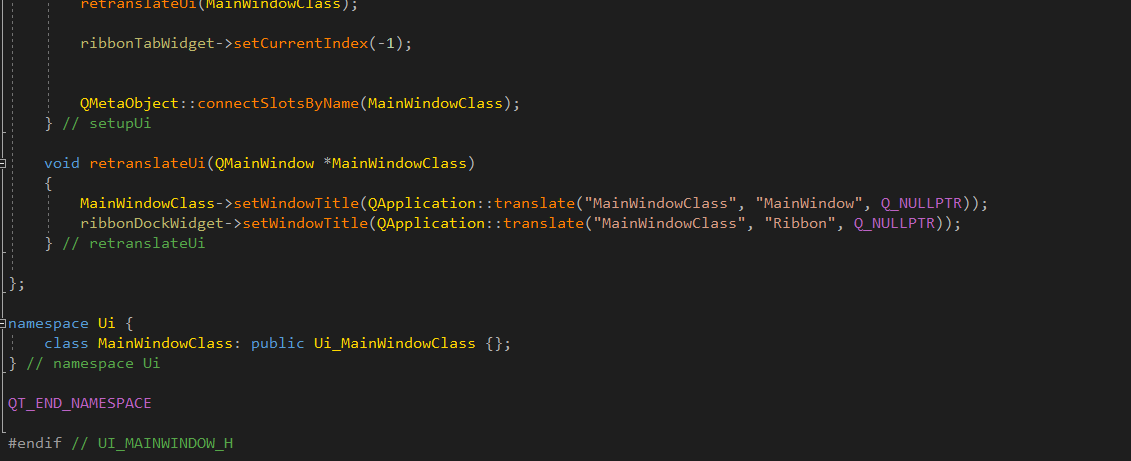 retranslateUi(MainWindowClass);
ribbonTabWidget->setCurrentIndex(-1);
QMetaObject::connectSlotsByName(MainWindowClass);
} // setupUi
void retranslateUi(QMainWindow *MainWindowClass)
{
MainWindowClass->setWindowTitle(QApplication::translate("MainWindowClass", "MainWindow", Q_NULLPTR));
ribbonDockWidget->setWindowTitle(QApplication::translate("MainWindowClass", "Ribbon", Q_NULLPTR));
} // retranslateUi
};
namespace Ui {
class MainWindowClass: public Ui_MainWindowClass {};
} // namespace Ui
QT_END_NAMESPACE
#endif // UI_MAINWINDOW_H